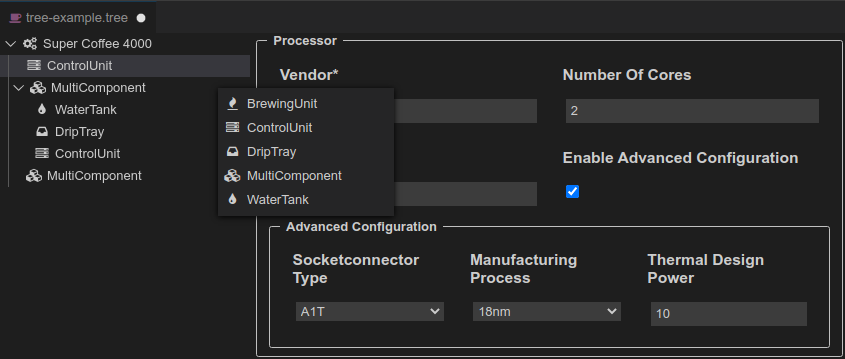 tree-example.tree
Super Coffee 4000
ControlUnit
MultiComponent
WaterTank
DripTray
ControlUnit
MultiComponent
BrewingUnit
ControlUnit
DripTray
MultiComponent
WaterTank
Processor
Vendor*
Number Of Cores
2
Enable Advanced Configuration
Advanced Configuration
Socketconnector
Type
A1T
Manufacturing
Process
18nm
Thermal Design
Power
10